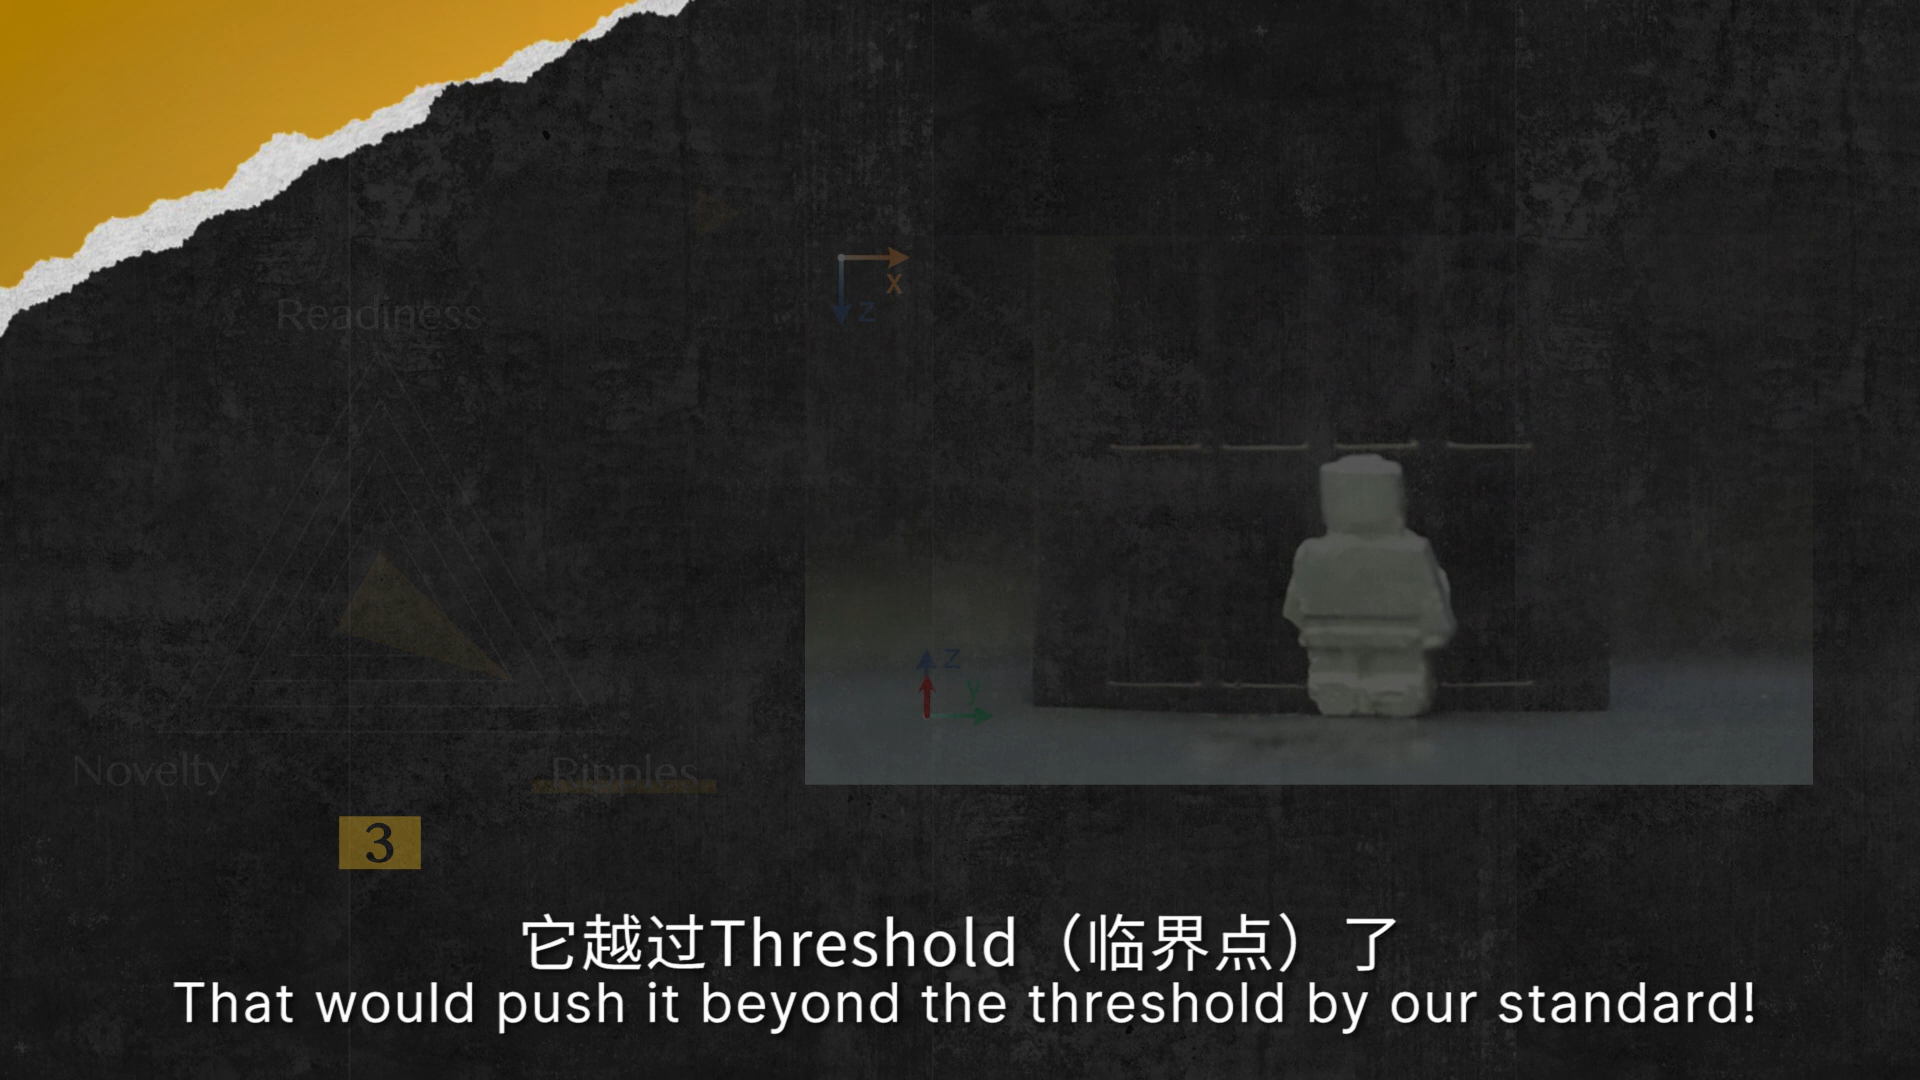 Readiness
x
z
z
y
Novelty
Ripples
3
它越过Threshold（临界点）了
That would push it beyond the threshold by our standard!